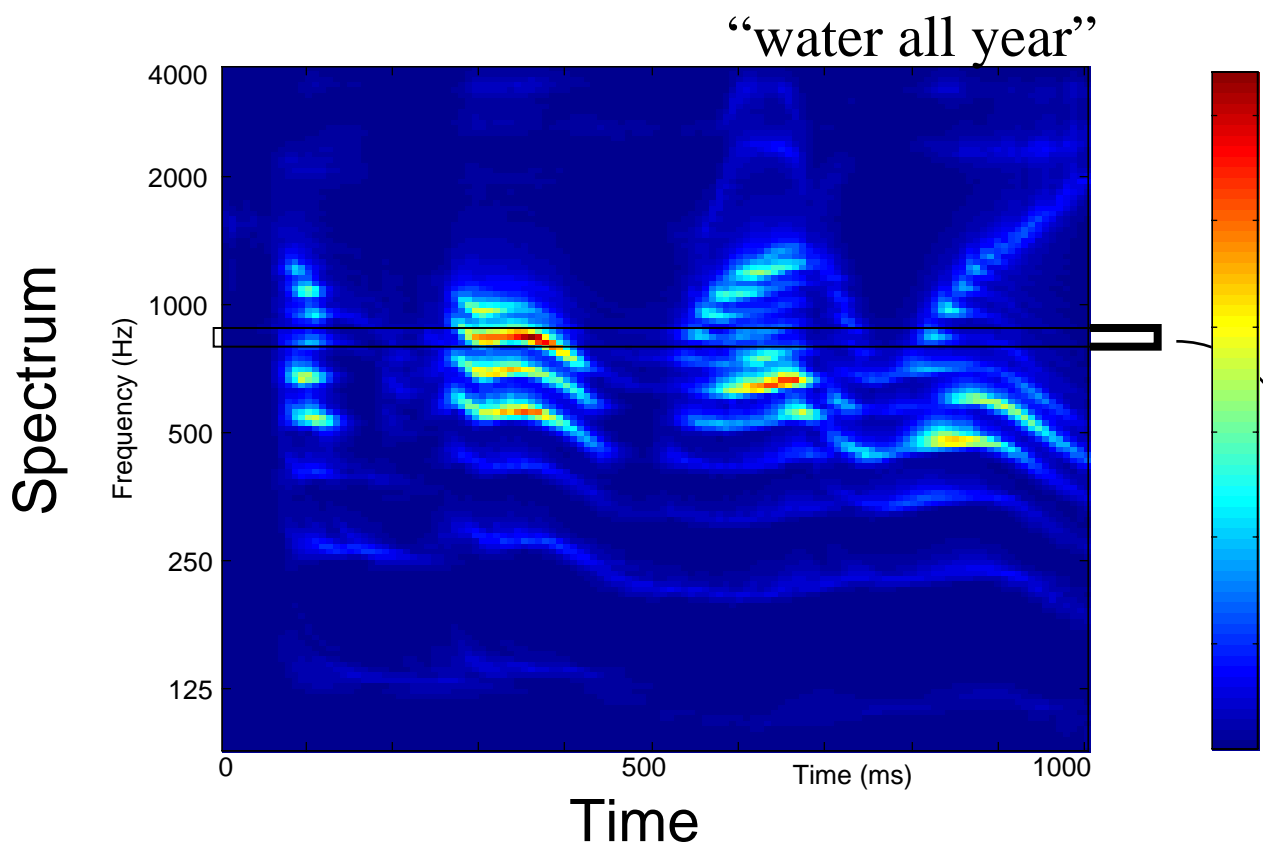 “water all year”
4000
2000
1000
500
250
125
Spectrum
Frequency (Hz)
0 500 1000
Time (ms)
Time